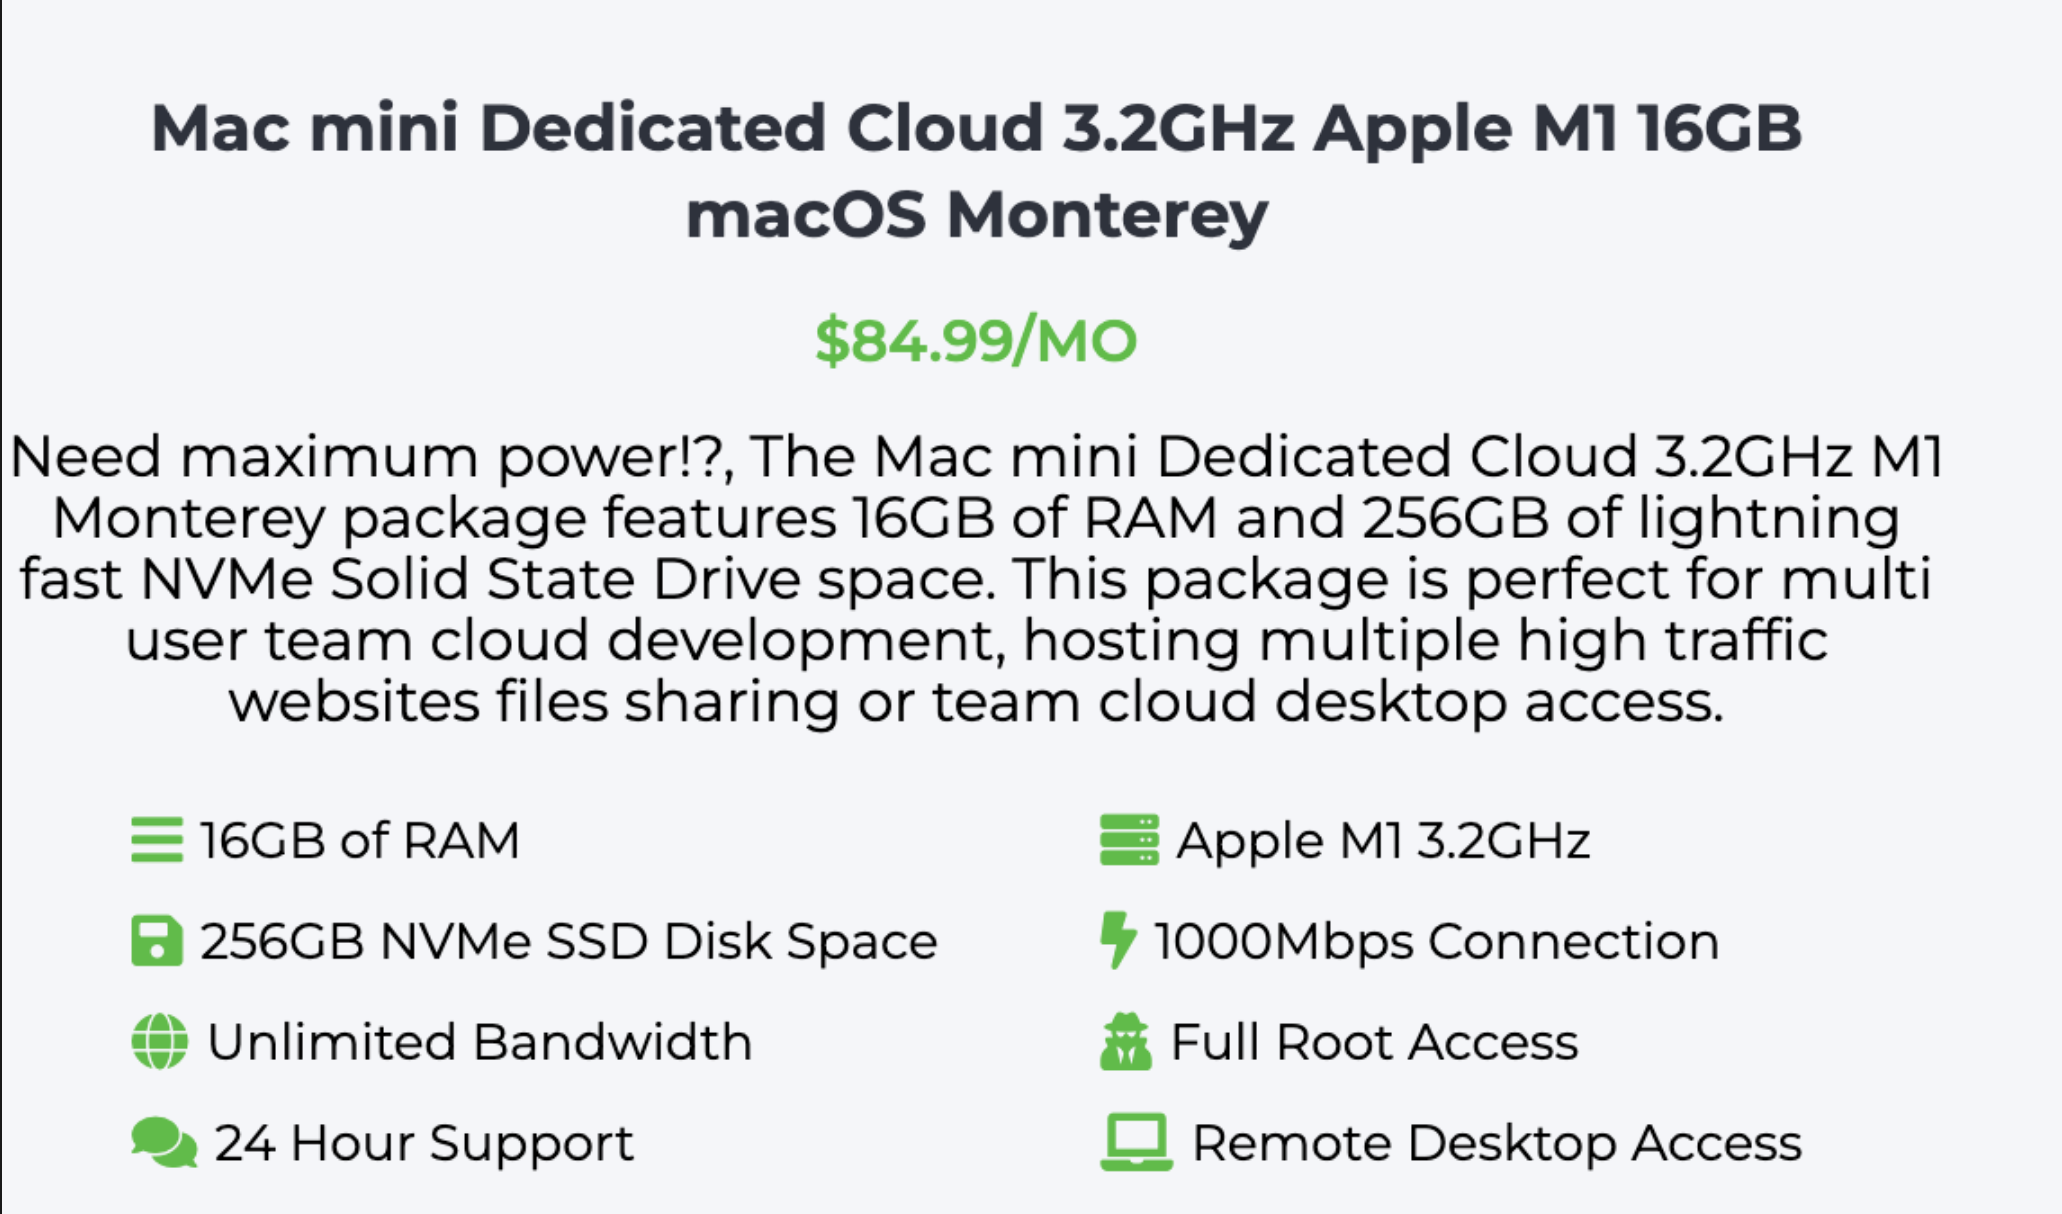 Mac mini Dedicated Cloud 3.2GHz Apple M1 16GB
macOS Monterey
$84.99/MO
Need maximum power!?, The Mac mini Dedicated Cloud 3.2GHz M1
Monterey package features 16GB of RAM and 256GB of lightning
fast NVMe Solid State Drive space. This package is perfect for multi
user team cloud development, hosting multiple high traffic
websites files sharing or team cloud desktop access.
16GB of RAM
Apple M1 3.2GHz
256GB NVMe SSD Disk Space
1000Mbps Connection
Unlimited Bandwidth
Full Root Access
24 Hour Support
Remote Desktop Access